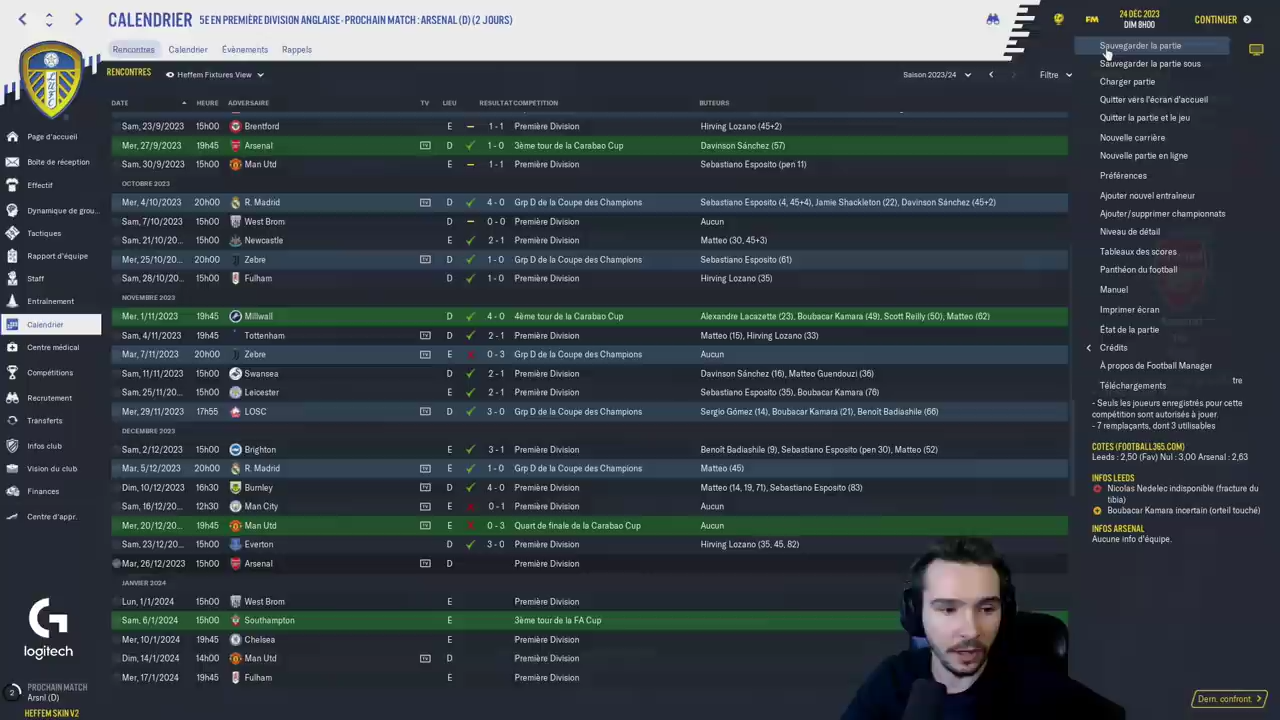 CALENDRIER 5E EN PREMIÈRE DIVISION ANGLAISE - PROCHAIN MATCH : ARSENAL (D) (2 JOURS)
FM 24 DÉC 2023 CONTINUER
DIM 8H00
Rencontres Calendrier Évènements Rappels
RENCONTRES Heffem Fixtures View Saison 2023/24 Filtre
DATE HEURE ADVERSAIRE TV LIEU RESULTAT COMPETITION BUTEURS
Sam, 23/9/2023 15h00 Brentford E 1 - 1 Première Division Hirving Lozano (45+2)
Mer, 27/9/2023 19h45 Arsenal TV D 1 - 0 3ème tour de la Carabao Cup Davinson Sánchez (57)
Sam, 30/9/2023 15h00 Man Utd E 1 - 1 Première Division Sebastiano Esposito (pen 11)
OCTOBRE 2023
Mer, 4/10/2023 20h00 R. Madrid TV D 4 - 0 Grp D de la Coupe des Champions Sebastiano Esposito (4, 45+4), Jamie Shackleton (22), Davinson Sánchez (45+2)
Sam, 7/10/2023 15h00 West Brom D 0 - 0 Première Division Aucun
Sam, 21/10/20... 15h00 Newcastle E 2 - 1 Première Division Matteo (30, 45+3)
Mer, 25/10/20... 20h00 Zebre TV D 1 - 0 Grp D de la Coupe des Champions Sebastiano Esposito (61)
Sam, 28/10/20... 15h00 Fulham D 1 - 0 Première Division Hirving Lozano (35)
NOVEMBRE 2023
Mer, 1/11/2023 19h45 Millwall TV D 4 - 0 4ème tour de la Carabao Cup Alexandre Lacazette (23), Boubacar Kamara (49), Scott Reilly (50), Matteo (62)
Sam, 4/11/2023 19h45 Tottenham TV D 2 - 1 Première Division Matteo (15), Hirving Lozano (33)
Mar, 7/11/2023 20h00 Zebre TV E 0 - 3 Grp D de la Coupe des Champions Aucun
Sam, 11/11/2023 15h00 Swansea D 2 - 1 Première Division Davinson Sánchez (16), Matteo Guendouzi (36)
Sam, 25/11/20... 15h00 Leicester E 2 - 1 Première Division Sebastiano Esposito (35), Boubacar Kamara (76)
Mer, 29/11/2023 17h55 LOSC TV D 3 - 0 Grp D de la Coupe des Champions Sergio Gómez (14), Boubacar Kamara (21), Benoît Badiashile (66)
DECEMBRE 2023
Sam, 2/12/2023 15h00 Brighton E 3 - 1 Première Division Benoît Badiashile (9), Sebastiano Esposito (pen 30), Matteo (52)
Mar, 5/12/2023 20h00 R. Madrid TV E 1 - 0 Grp D de la Coupe des Champions Matteo (45)
Dim, 10/12/2023 16h30 Burnley TV D 4 - 0 Première Division Matteo (14, 19, 71), Sebastiano Esposito (83)
Sam, 16/12/20... 12h30 Man City TV E 0 - 1 Première Division Aucun
Mer, 20/12/20... 19h45 Man Utd TV E 0 - 3 Quart de finale de la Carabao Cup Aucun
Sam, 23/12/20... 15h00 Everton E 3 - 0 Première Division Hirving Lozano (35, 45, 82)
Mar, 26/12/2023 15h00 Arsenal TV D Première Division
JANVIER 2024
Lun, 1/1/2024 15h00 West Brom E Première Division
Sam, 6/1/2024 15h00 Southampton E 3ème tour de la FA Cup
Mer, 10/1/2024 19h45 Chelsea E Première Division
Dim, 14/1/2024 14h00 Man Utd TV D Première Division
Mer, 17/1/2024 19h45 Fulham E Première Division
Page d'accueil
Boîte de réception
Effectif
Dynamique de grou...
Tactiques
Rapport d'équipe
Staff
Entraînement
Calendrier
Centre médical
Compétitions
Recrutement
Transferts
Infos club
Vision du club
Finances
Centre d'appr.
logitech
2 PROCHAIN MATCH
Arsnl (D)
HEFFEM SKIN V2
Sauvegarder la partie
Sauvegarder la partie sous
Charger partie
Quitter vers l'écran d'accueil
Quitter la partie et le jeu
Nouvelle carrière
Nouvelle partie en ligne
Préférences
Ajouter nouvel entraîneur
Ajouter/supprimer championnats
Niveau de détail
Tableaux des scores
Panthéon du football
Manuel
Imprimer écran
État de la partie
Crédits
À propos de Football Manager
Téléchargements
tre
- Seuls les joueurs enregistrés pour cette
compétition sont autorisés à jouer.
- 7 remplaçants, dont 3 utilisables
COTES (FOOTBALL365.COM)
Leeds : 2,50 (Fav) Nul : 3,00 Arsenal : 2,63
INFOS LEEDS
Nicolas Nedelec indisponible (fracture du
tibia)
Boubacar Kamara incertain (orteil touché)
INFOS ARSENAL
Aucune info d'équipe.
Dern. confront.